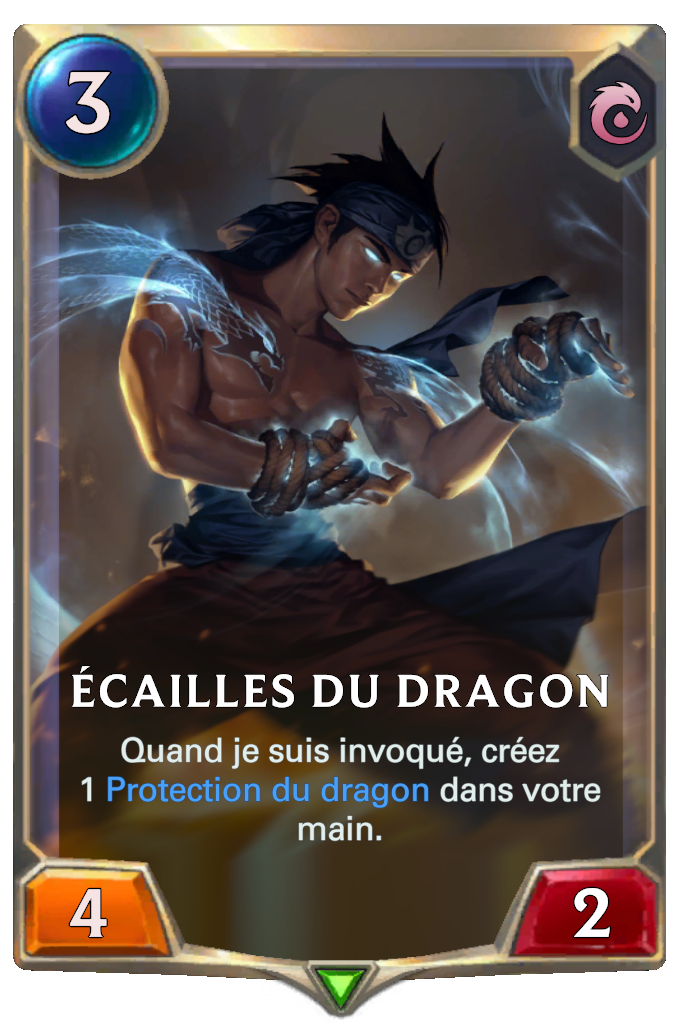 3
ÉCAILLES DU DRAGON
Quand je suis invoqué, créez
1 Protection du dragon dans votre
main.
4
2